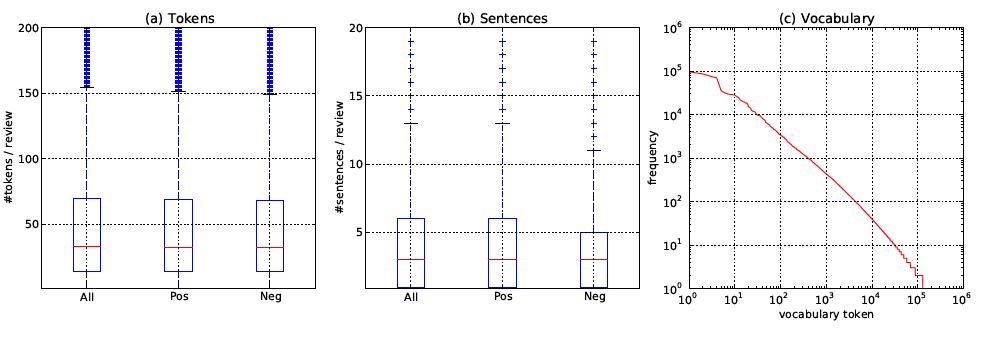 (a) Tokens
200
150
100
50
#tokens / review
All Pos Neg
(b) Sentences
20
15
10
5
#sentences / review
All Pos Neg
(c) Vocabulary
10^6
10^5
10^4
10^3
10^2
10^1
10^0
frequency
10^0 10^1 10^2 10^3 10^4 10^5 10^6
vocabulary token